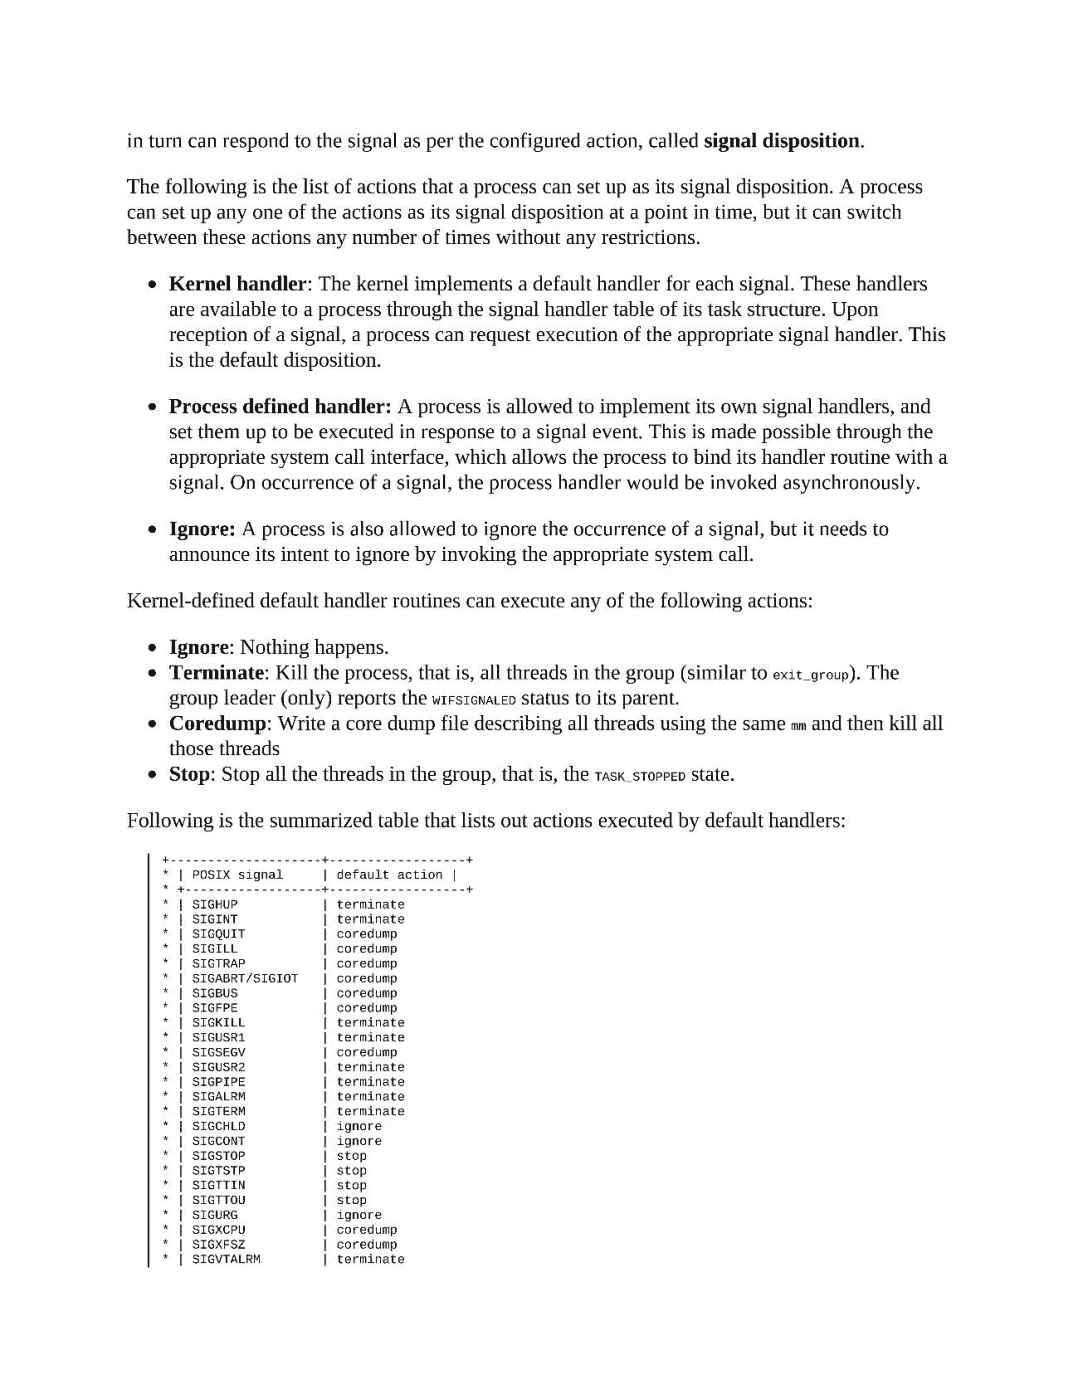 in turn can respond to the signal as per the configured action, called signal disposition.
The following is the list of actions that a process can set up as its signal disposition. A process
can set up any one of the actions as its signal disposition at a point in time, but it can switch
between these actions any number of times without any restrictions.
• Kernel handler: The kernel implements a default handler for each signal. These handlers
are available to a process through the signal handler table of its task structure. Upon
reception of a signal, a process can request execution of the appropriate signal handler. This
is the default disposition.
• Process defined handler: A process is allowed to implement its own signal handlers, and
set them up to be executed in response to a signal event. This is made possible through the
appropriate system call interface, which allows the process to bind its handler routine with a
signal. On occurrence of a signal, the process handler would be invoked asynchronously.
• Ignore: A process is also allowed to ignore the occurrence of a signal, but it needs to
announce its intent to ignore by invoking the appropriate system call.
Kernel-defined default handler routines can execute any of the following actions:
• Ignore: Nothing happens.
• Terminate: Kill the process, that is, all threads in the group (similar to exit_group). The
group leader (only) reports the WIFSIGNALED status to its parent.
• Coredump: Write a core dump file describing all threads using the same mm and then kill all
those threads
• Stop: Stop all the threads in the group, that is, the TASK_STOPPED state.
Following is the summarized table that lists out actions executed by default handlers:
+--------------------+------------------+
* | POSIX signal | default action |
* +------------------+------------------+
* | SIGHUP | terminate
* | SIGINT | terminate
* | SIGQUIT | coredump
* | SIGILL | coredump
* | SIGTRAP | coredump
* | SIGABRT/SIGIOT | coredump
* | SIGBUS | coredump
* | SIGFPE | coredump
* | SIGKILL | terminate
* | SIGUSR1 | terminate
* | SIGSEGV | coredump
* | SIGUSR2 | terminate
* | SIGPIPE | terminate
* | SIGALRM | terminate
* | SIGTERM | terminate
* | SIGCHLD | ignore
* | SIGCONT | ignore
* | SIGSTOP | stop
* | SIGTSTP | stop
* | SIGTTIN | stop
* | SIGTTOU | stop
* | SIGURG | ignore
* | SIGXCPU | coredump
* | SIGXFSZ | coredump
* | SIGVTALRM | terminate